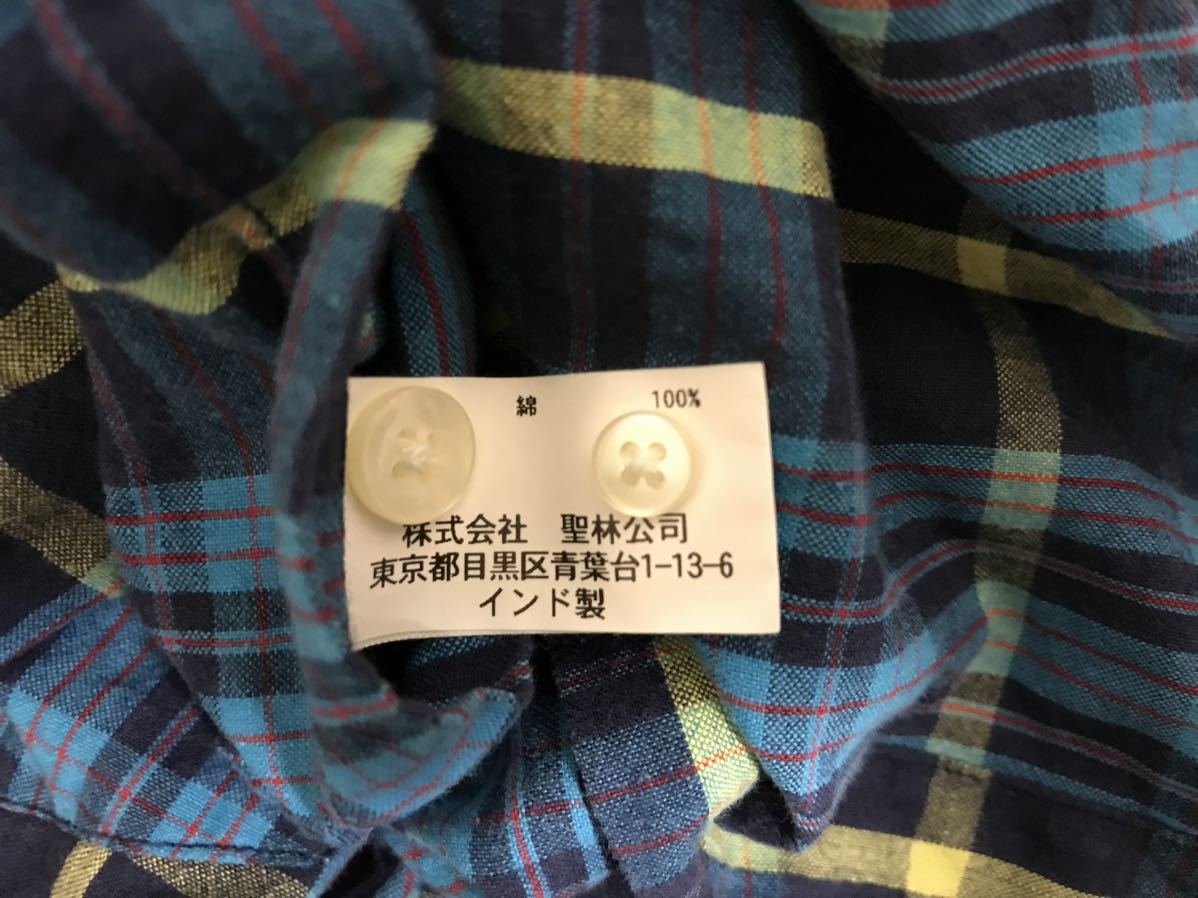 綿 100%
株式会社 聖林公司
東京都目黒区青葉台1-13-6
インド製